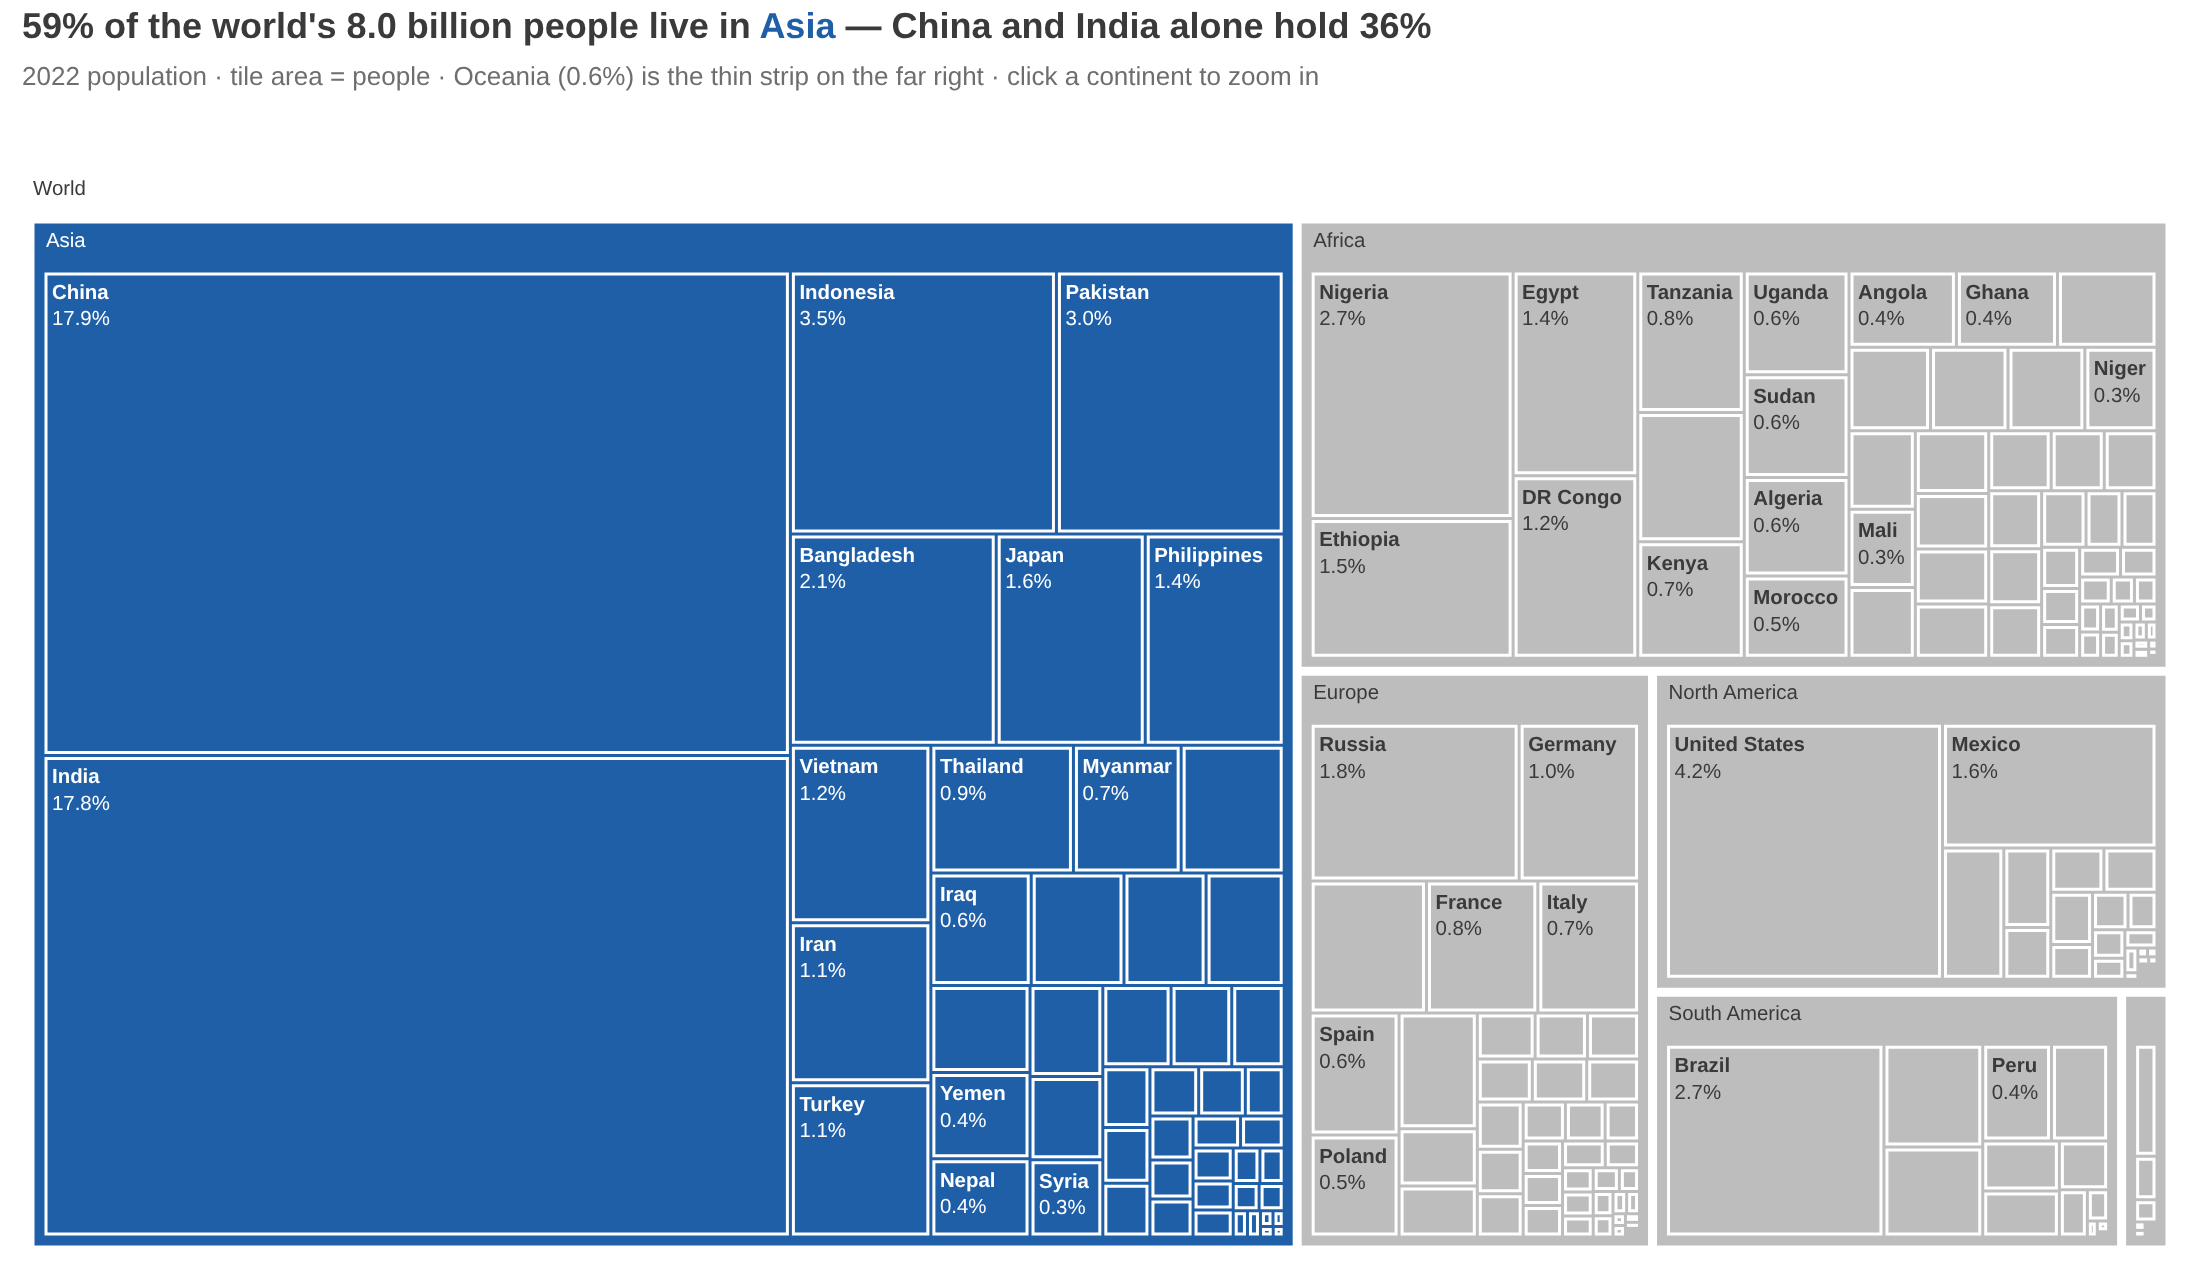 59% of the world's 8.0 billion people live in Asia — China and India alone hold 36%
2022 population · tile area = people · Oceania (0.6%) is the thin strip on the far right · click a continent to zoom in
World
Asia
China
17.9%
India
17.8%
Indonesia
3.5%
Pakistan
3.0%
Bangladesh
2.1%
Japan
1.6%
Philippines
1.4%
Vietnam
1.2%
Iran
1.1%
Turkey
1.1%
Thailand
0.9%
Myanmar
0.7%
Iraq
0.6%
Yemen
0.4%
Nepal
0.4%
Syria
0.3%
Africa
Nigeria
2.7%
Ethiopia
1.5%
Egypt
1.4%
DR Congo
1.2%
Tanzania
0.8%
Kenya
0.7%
Uganda
0.6%
Sudan
0.6%
Algeria
0.6%
Morocco
0.5%
Angola
0.4%
Ghana
0.4%
Niger
0.3%
Mali
0.3%
Europe
Russia
1.8%
Germany
1.0%
France
0.8%
Italy
0.7%
Spain
0.6%
Poland
0.5%
North America
United States
4.2%
Mexico
1.6%
South America
Brazil
2.7%
Peru
0.4%